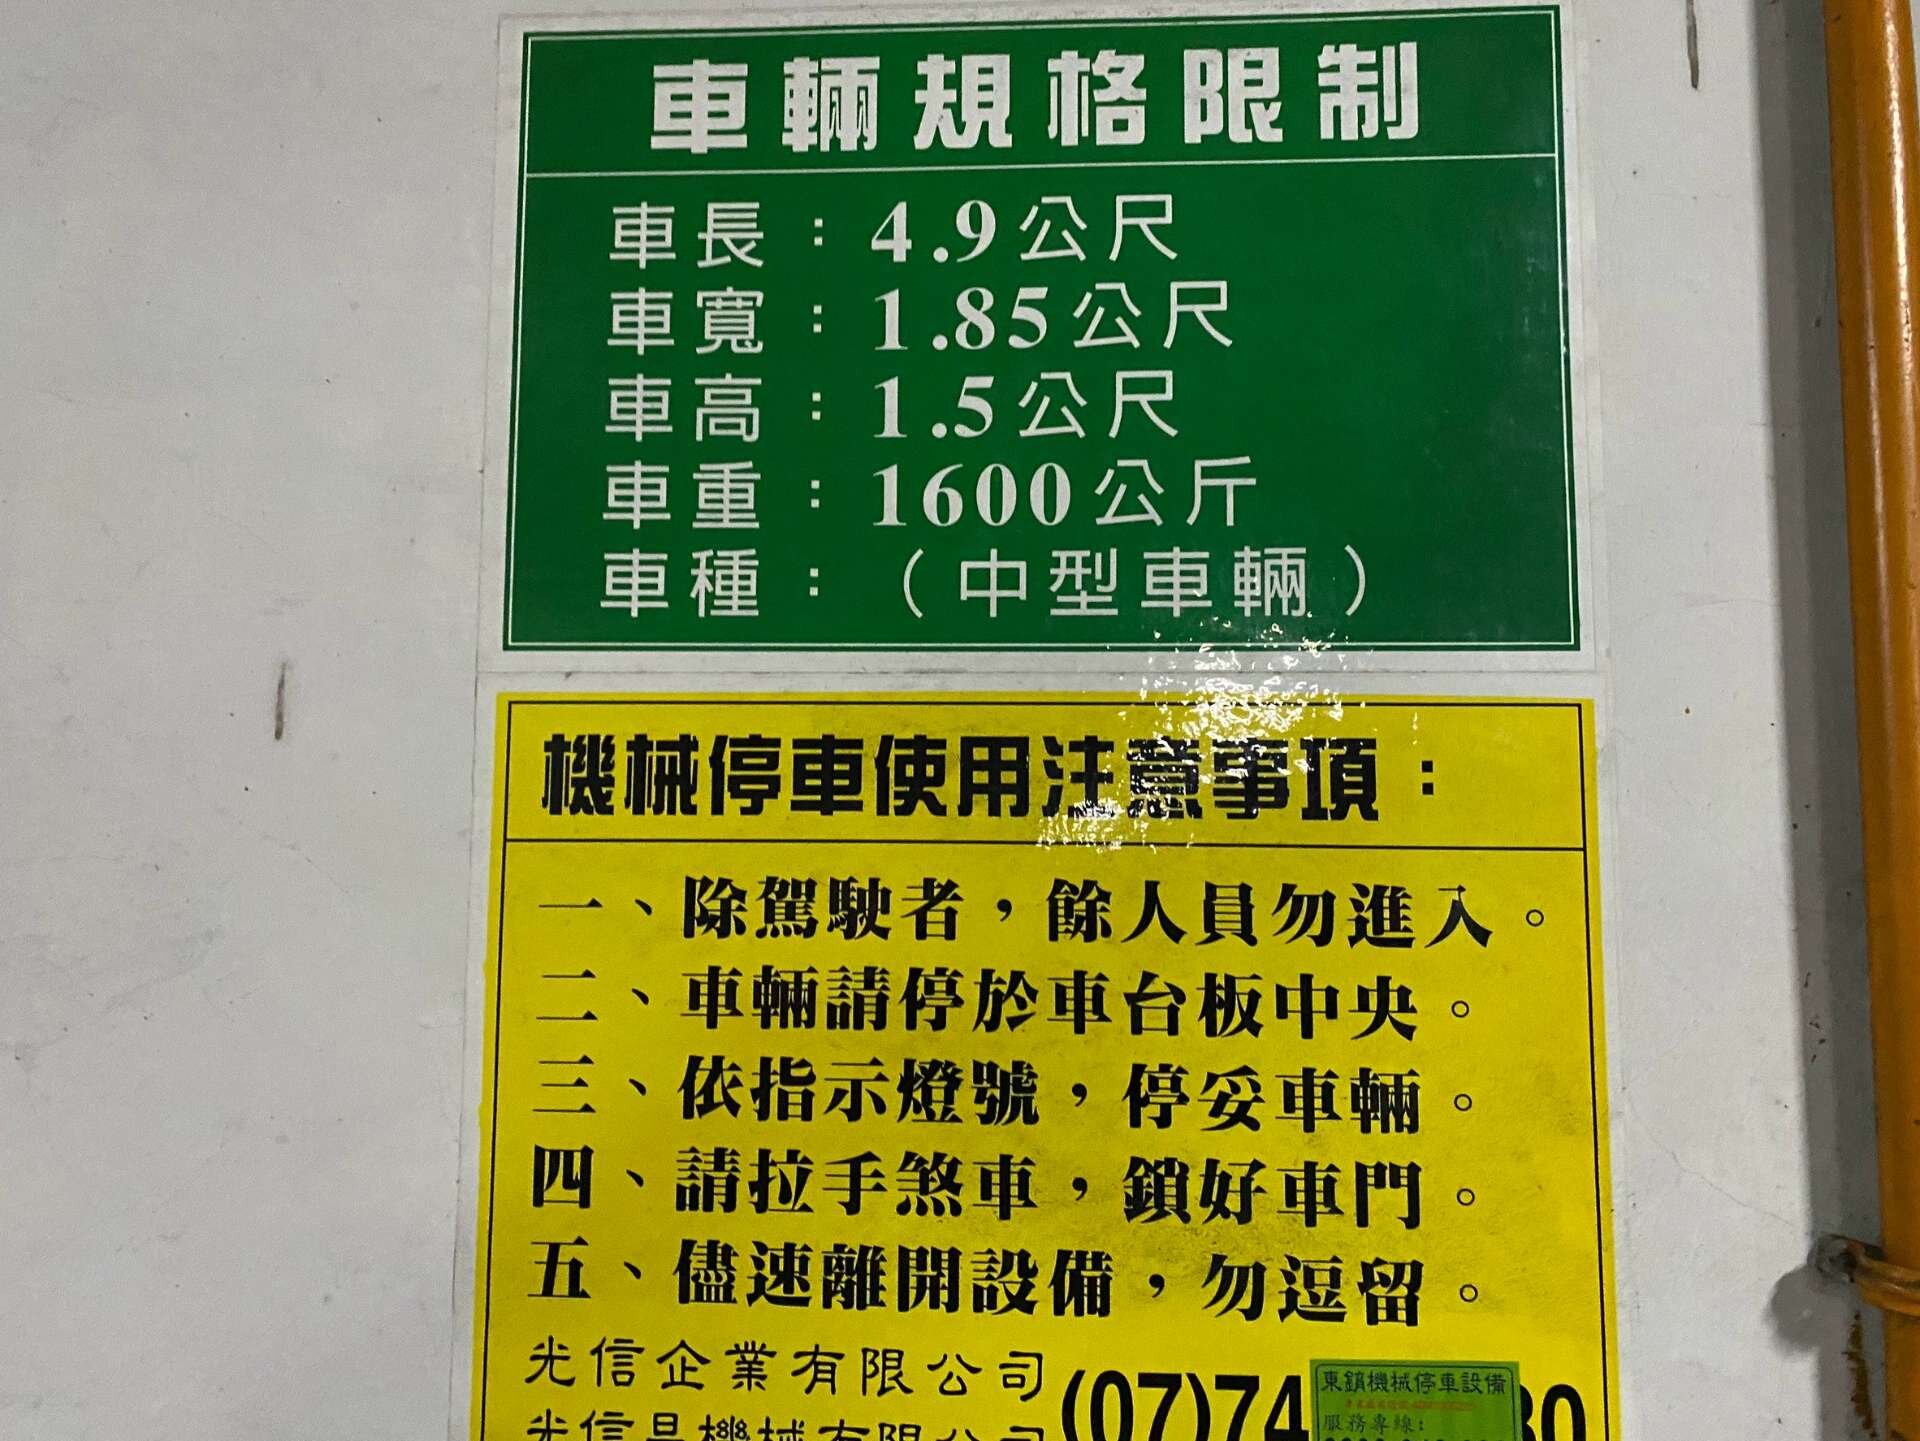 車輛規格限制
車長：4.9公尺
車寬：1.85公尺
車高：1.5公尺
車重：1600公斤
車種：（中型車輛）
機械停車使用注意事項：
一、除駕駛者，餘人員勿進入。
二、車輛請停於車台板中央。
三、依指示燈號，停妥車輛。
四、請拉手煞車，鎖好車門。
五、儘速離開設備，勿逗留。
光信企業有限公司
(07)74
30
東鎮機械停車設備
服務專線：